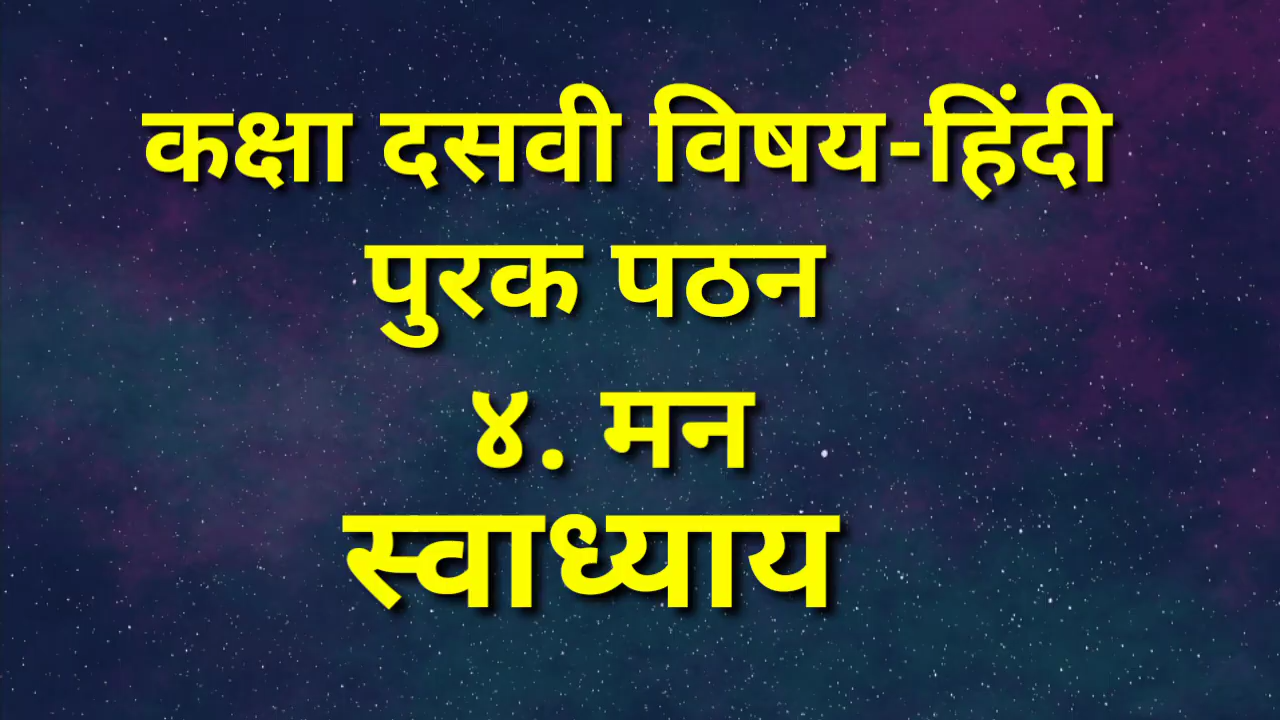 कक्षा दसवी विषय-हिंदी
पुरक पठन
४. मन
स्वाध्याय